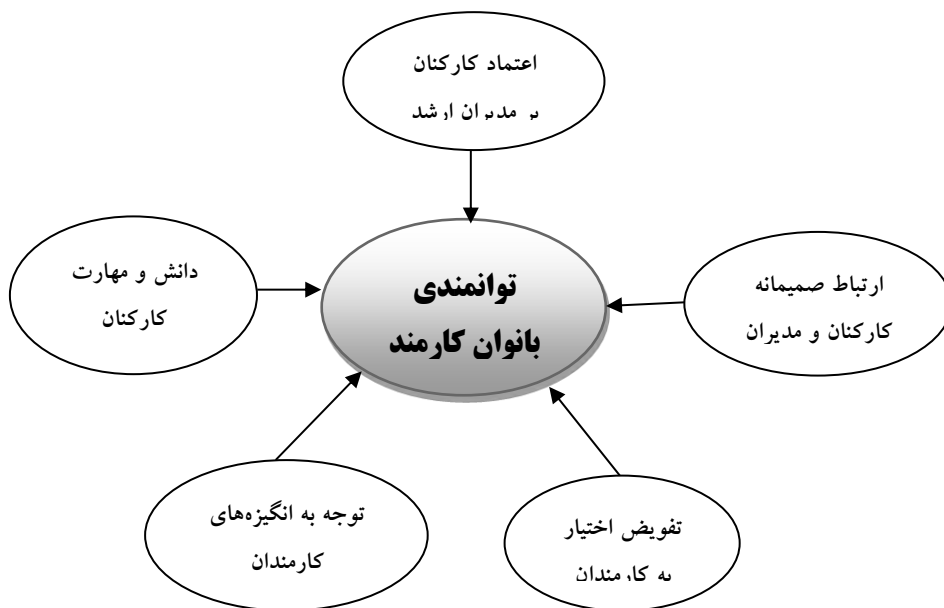 اعتماد کارکنان
بر مدیران ارشد
ارتباط صمیمانه
کارکنان و مدیران
توانمندی
بانوان کارمند
دانش و مهارت
کارکنان
تفویض اختیار
به کارمندان
توجه به انگیزه‌های
کارمندان